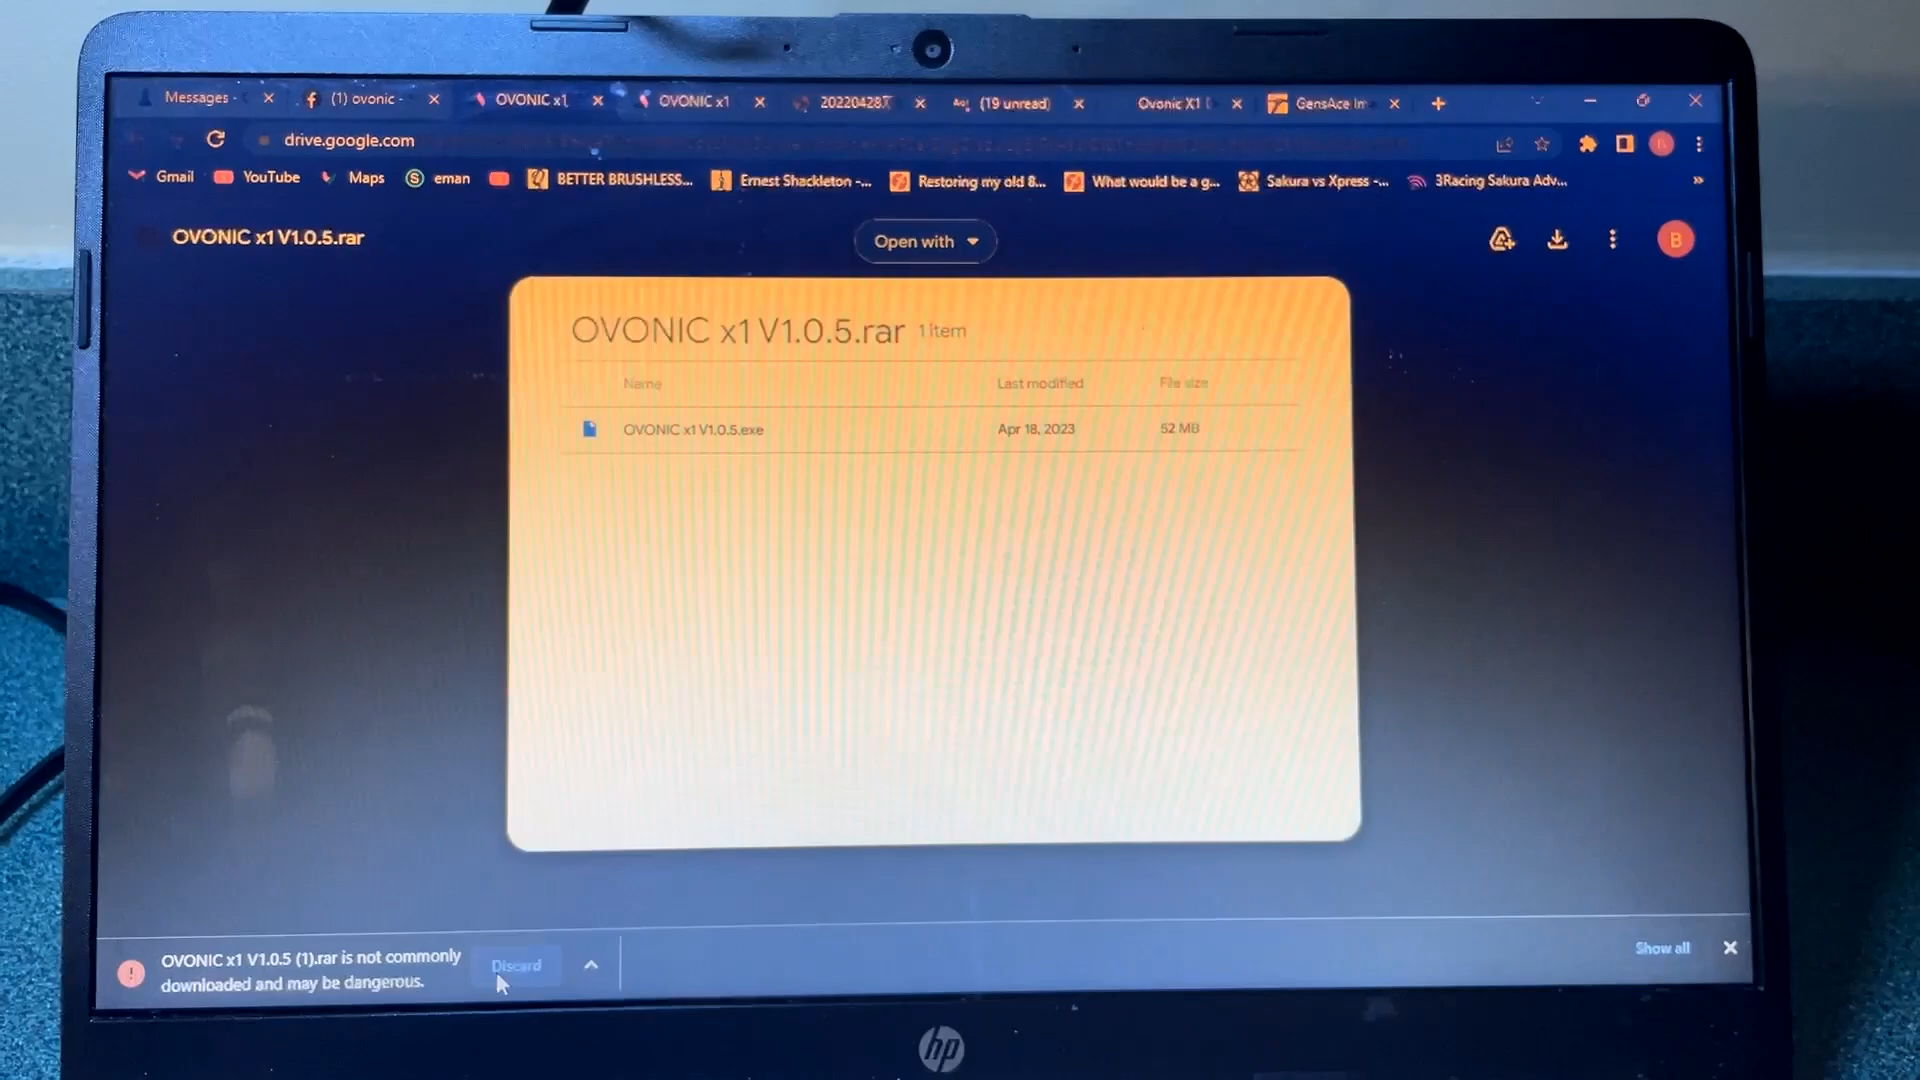 Messages -
(1) ovonic -
OVONIC x1
OVONIC x1
20220428
(19 unread)
Ovonic X1
GensAce Im
drive.google.com
Gmail
YouTube
Maps
eman
BETTER BRUSHLESS...
Ernest Shackleton -...
Restoring my old 8...
What would be a g...
Sakura vs Xpress -...
3Racing Sakura Adv...
OVONIC x1 V1.0.5.rar
Open with
B
OVONIC x1 V1.0.5.rar 1 item
Name Last modified File size
OVONIC x1 V1.0.5.exe Apr 18, 2023 52 MB
OVONIC x1 V1.0.5 (1).rar is not commonly
downloaded and may be dangerous.
Discard
Show all
hp